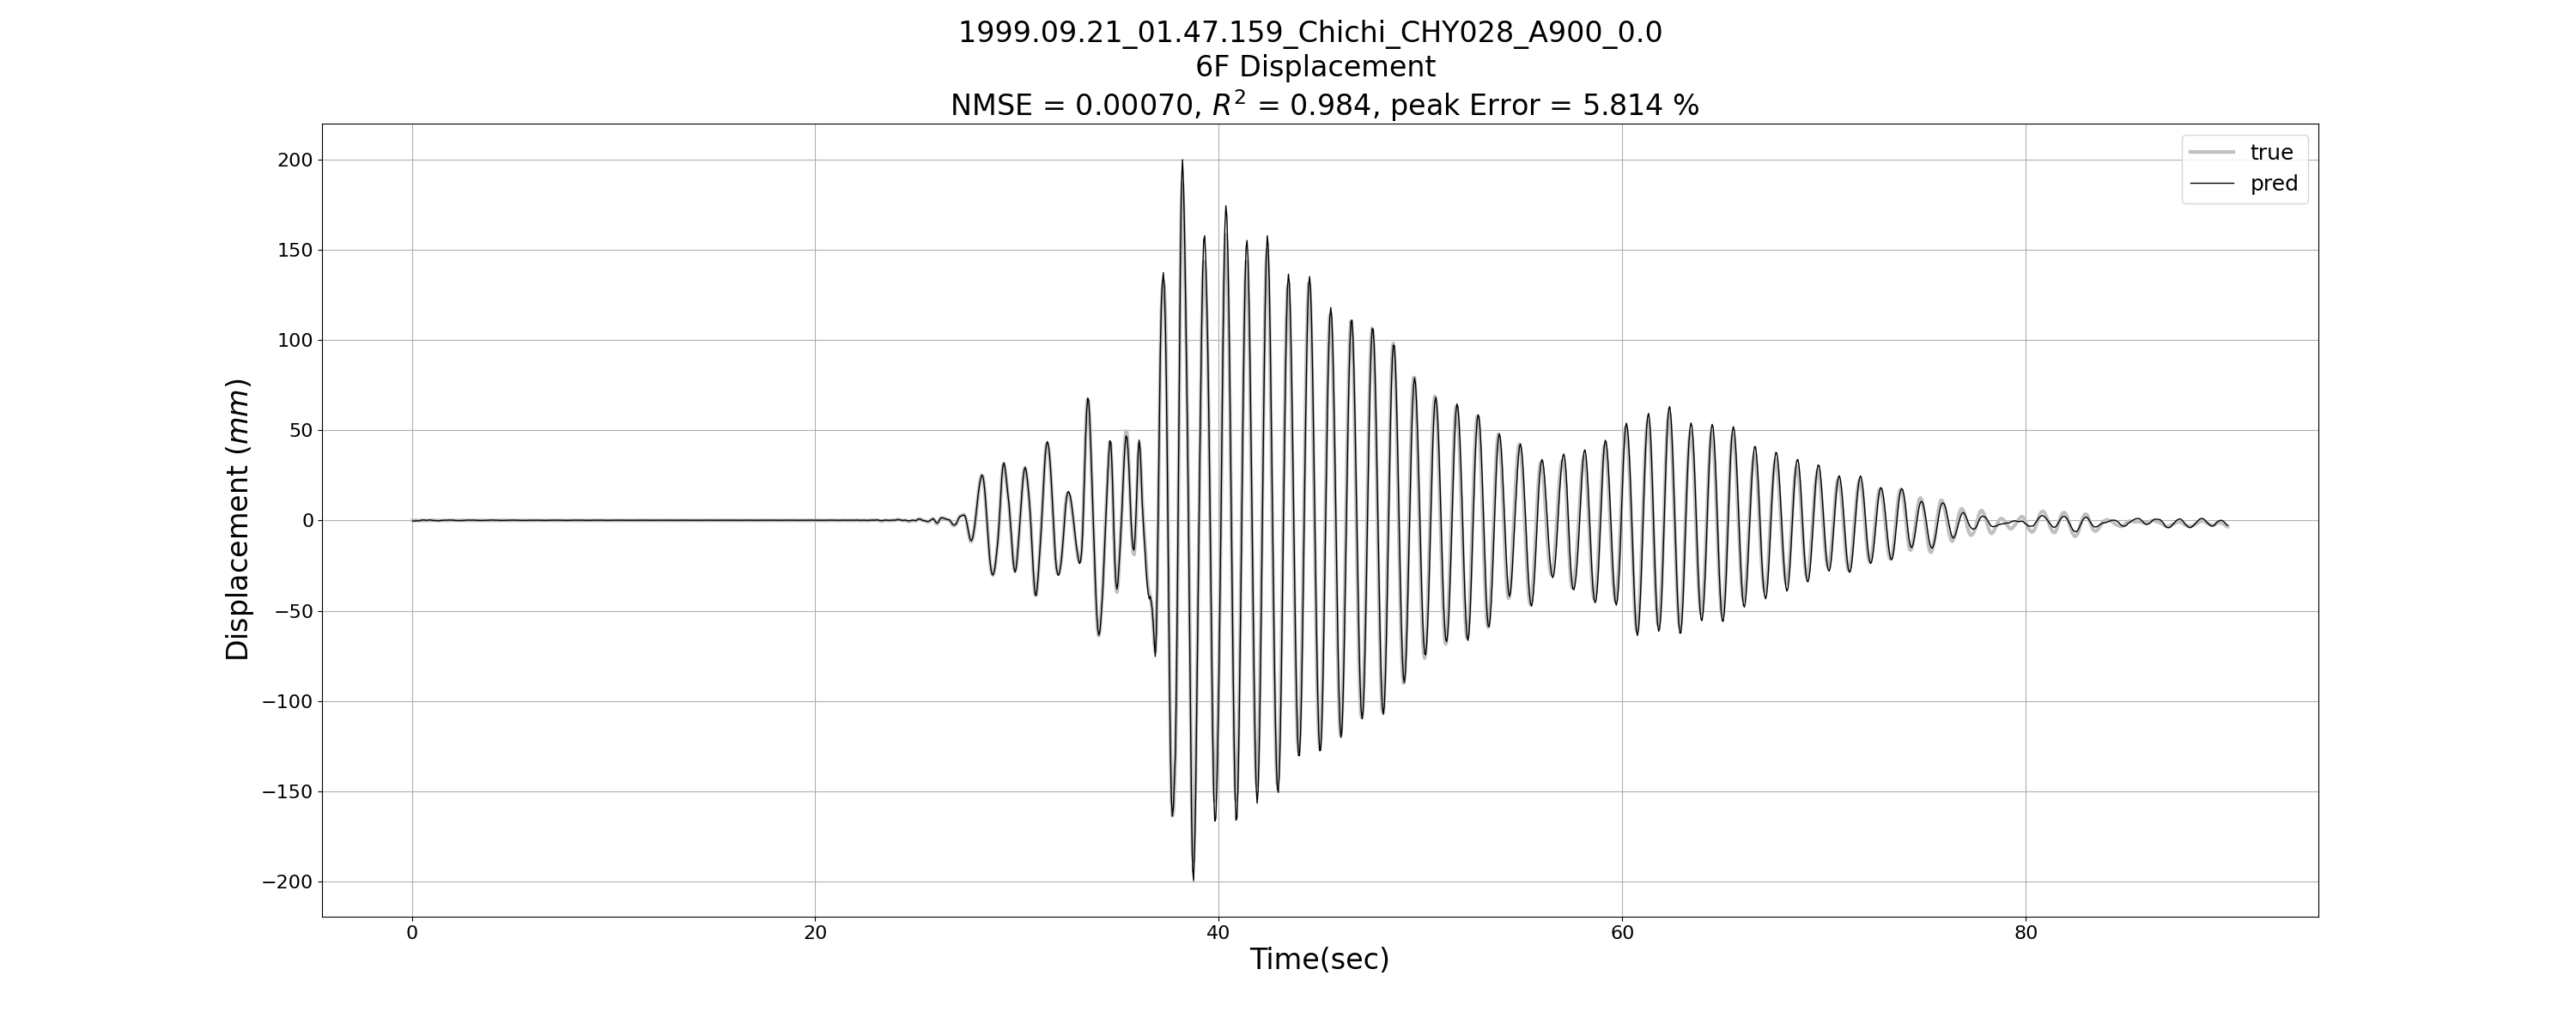 1999.09.21_01.47.159_Chichi_CHY028_A900_0.0
6F Displacement
NMSE = 0.00070, R² = 0.984, peak Error = 5.814 %
true
pred
200
150
100
50
0
−50
−100
−150
−200
Displacement (mm)
0 20 40 60 80
Time(sec)